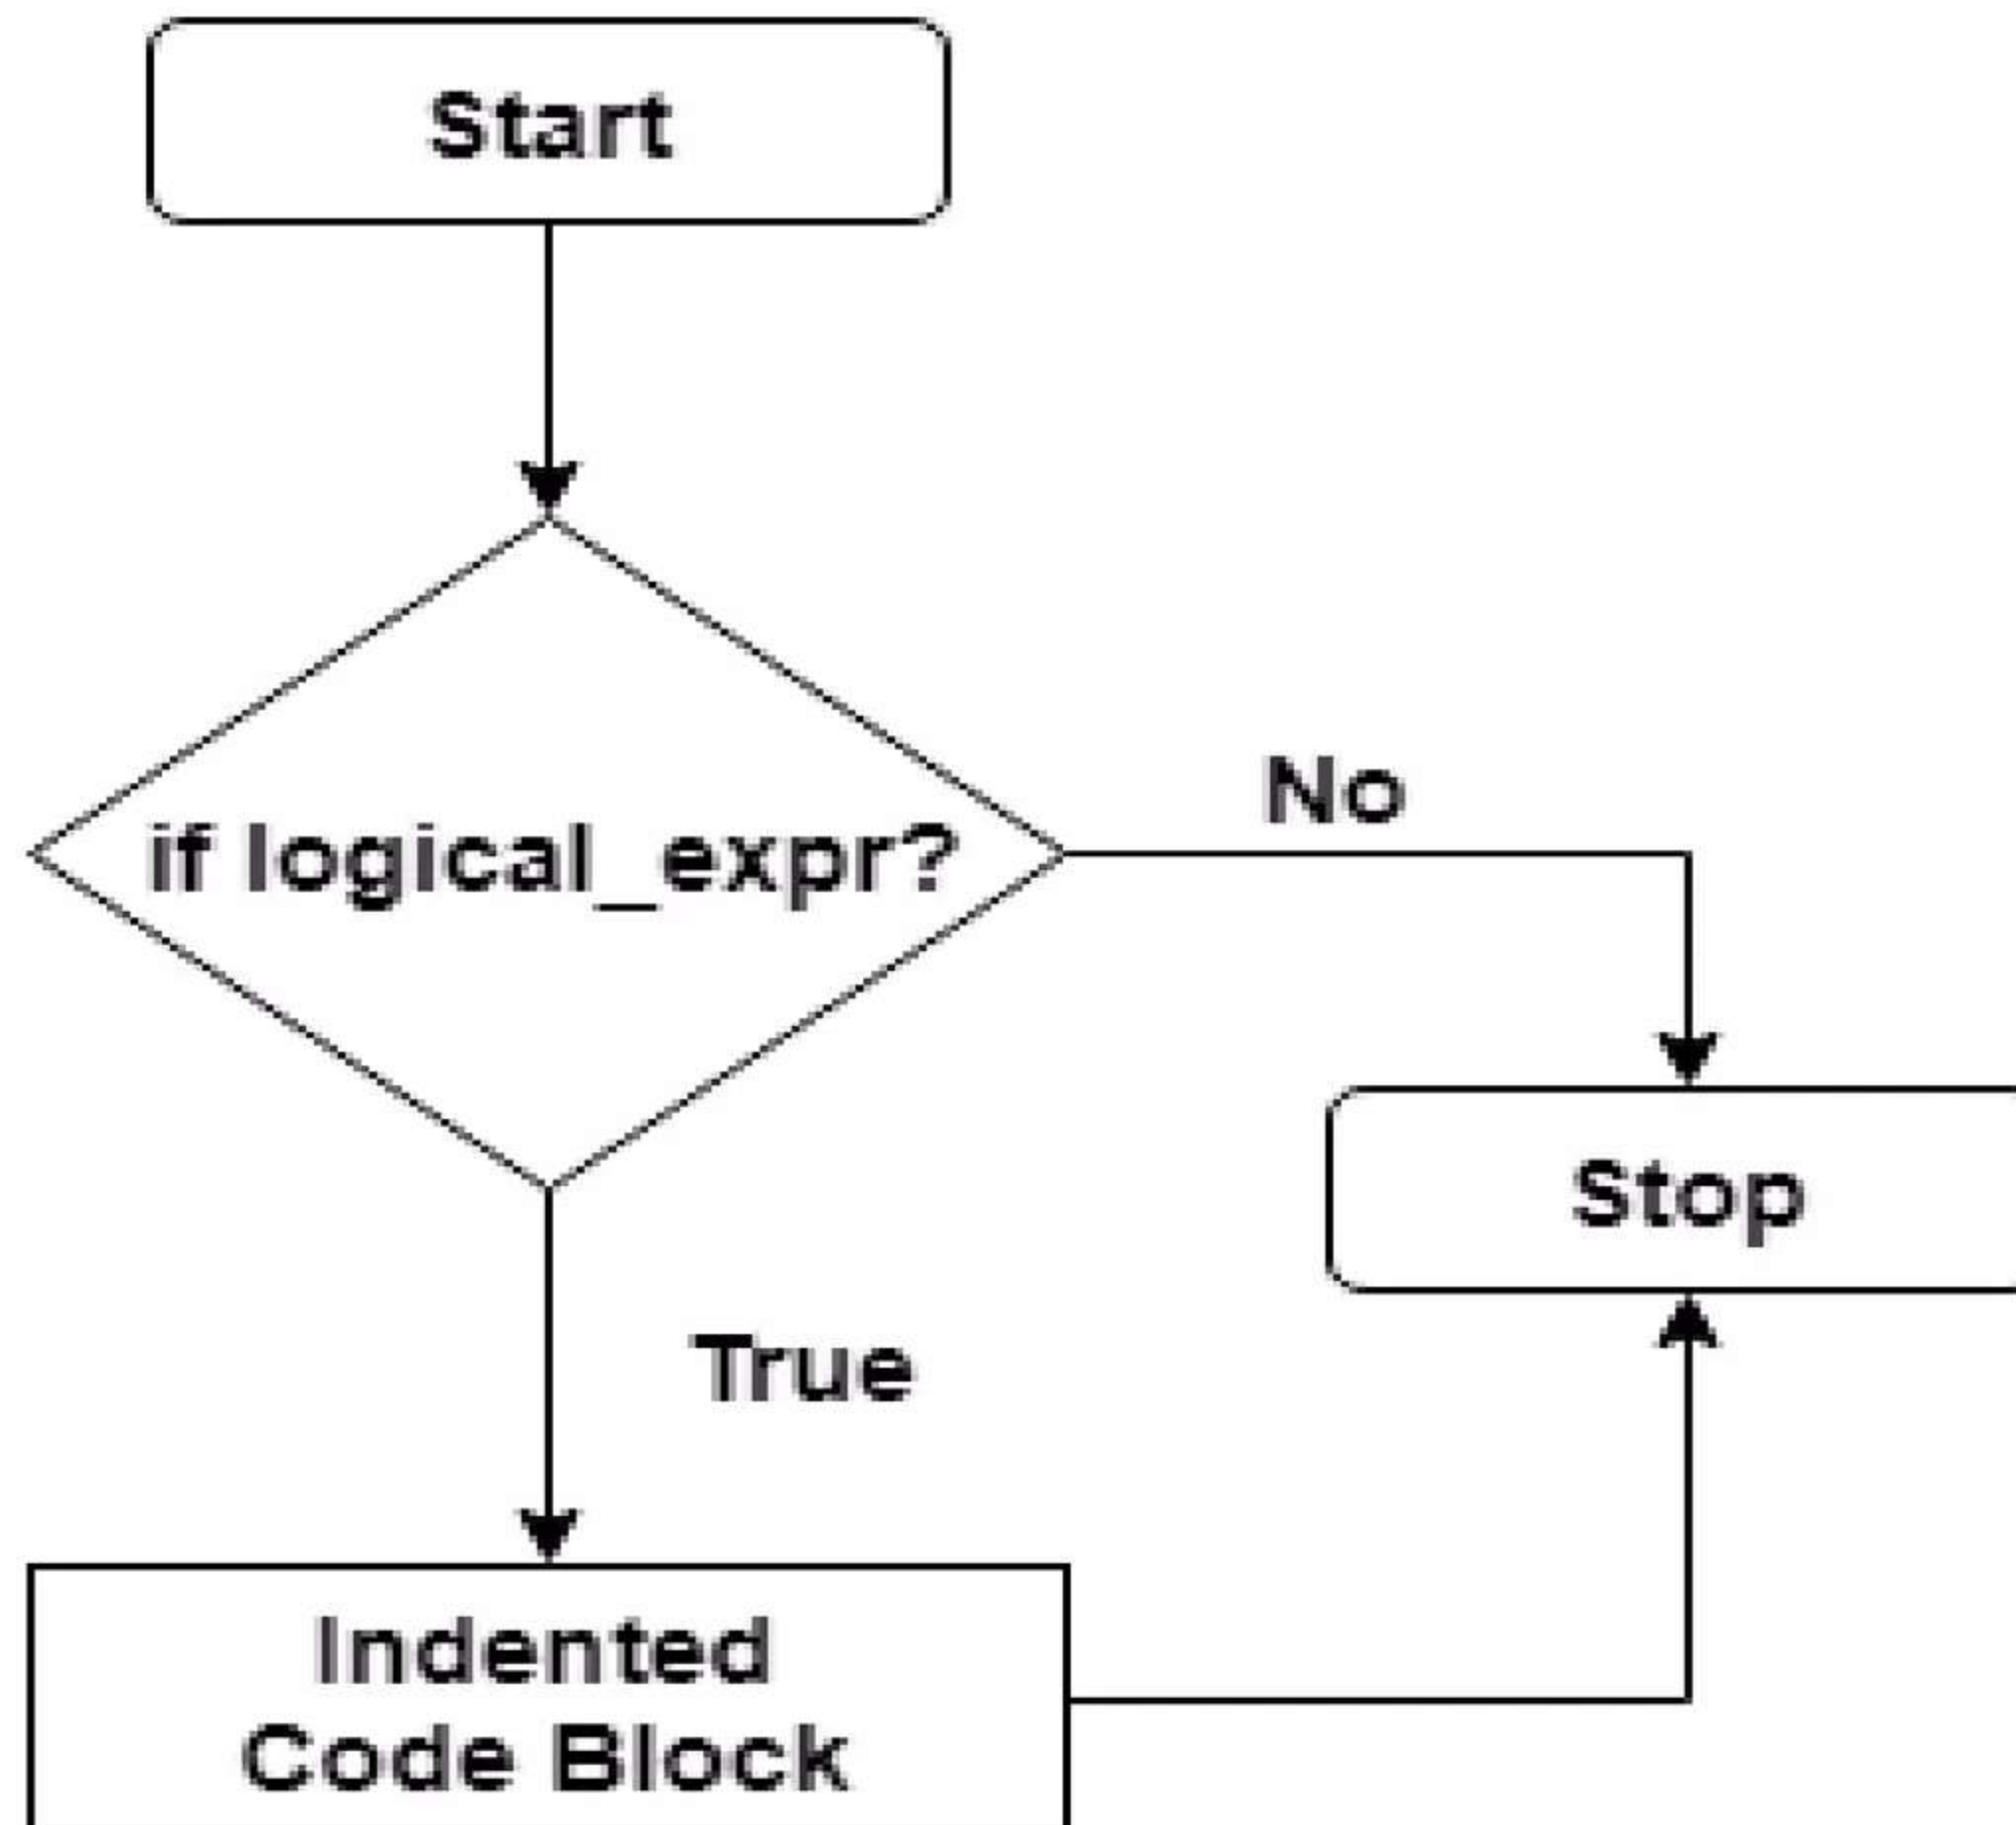 Start
if logical_expr?
No
Stop
True
Indented
Code Block